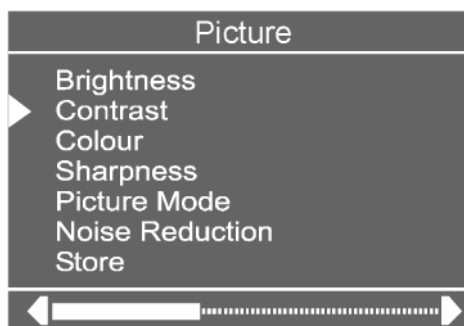 Picture
Brightness
Contrast
Colour
Sharpness
Picture Mode
Noise Reduction
Store